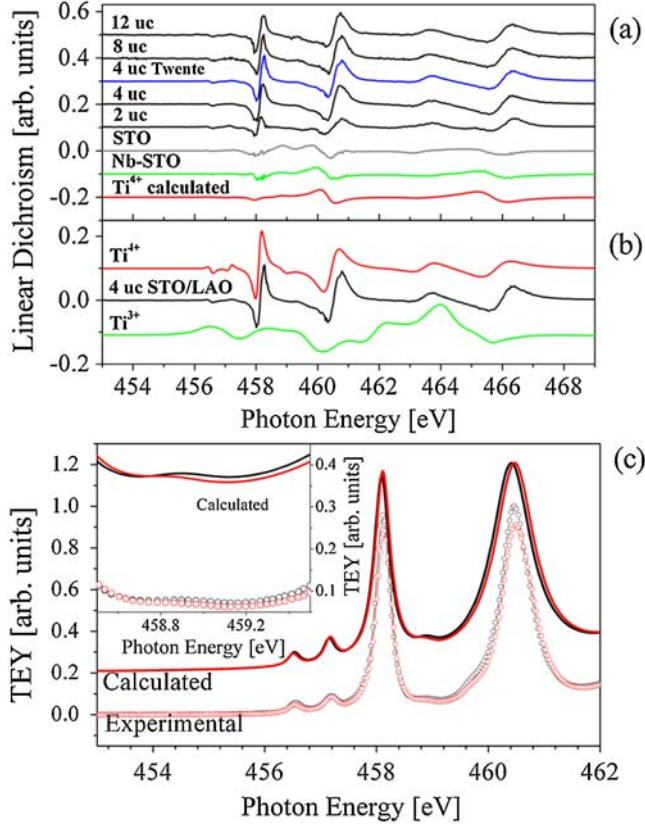 (a)
0.6
12 uc
8 uc
0.4
4 uc Twente
4 uc
0.2
2 uc
STO
0.0
Nb-STO
Ti⁴⁺ calculated
-0.2
Linear Dichroism [arb. units]
(b)
0.2
Ti⁴⁺
4 uc STO/LAO
0.0
Ti³⁺
-0.2
454 456 458 460 462 464 466 468
Photon Energy [eV]
(c)
1.2
1.0
0.8
0.6
0.4
0.2
0.0
TEY [arb. units]
Calculated
0.4
0.3
0.2
0.1
TEY [arb. units]
458.8 459.2
Photon Energy [eV]
Calculated
Experimental
454 456 458 460 462
Photon Energy [eV]